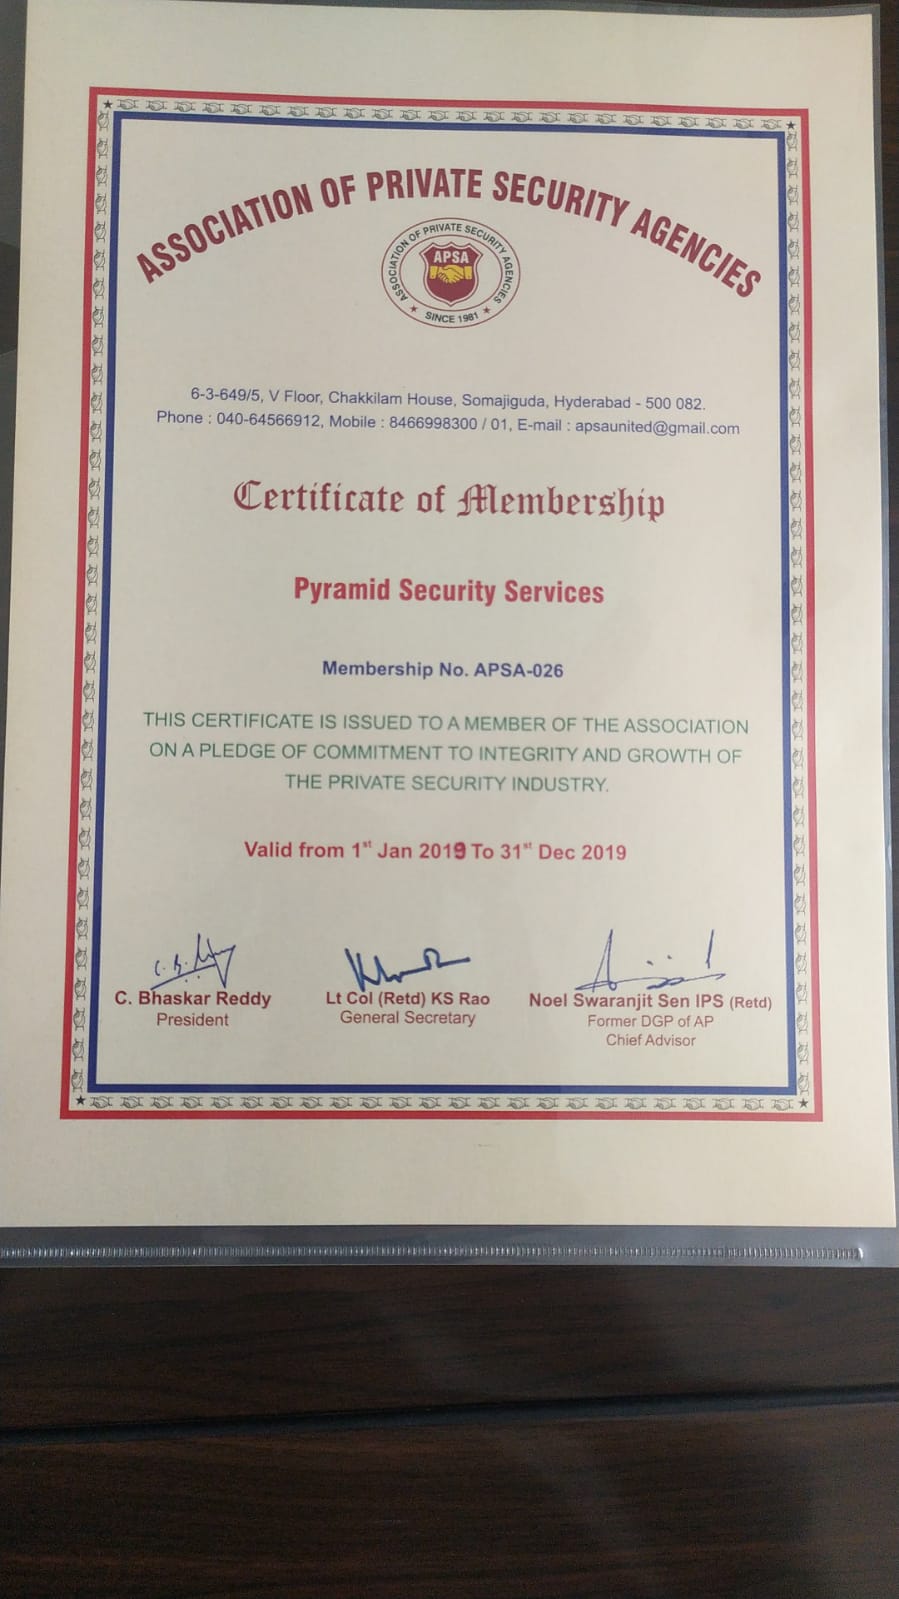 ASSOCIATION OF PRIVATE SECURITY AGENCIES
ASSOCIATION OF PRIVATE SECURITY AGENCIES
APSA
★ SINCE 1981 ★
6-3-649/5, V Floor, Chakkilam House, Somajiguda, Hyderabad - 500 082.
Phone : 040-64566912, Mobile : 8466998300 / 01, E-mail : apsaunited@gmail.com
Certificate of Membership
Pyramid Security Services
Membership No. APSA-026
THIS CERTIFICATE IS ISSUED TO A MEMBER OF THE ASSOCIATION
ON A PLEDGE OF COMMITMENT TO INTEGRITY AND GROWTH OF
THE PRIVATE SECURITY INDUSTRY.
Valid from 1st Jan 2019 To 31st Dec 2019
C. Bhaskar Reddy
President
Lt Col (Retd) KS Rao
General Secretary
Noel Swaranjit Sen IPS (Retd)
Former DGP of AP
Chief Advisor